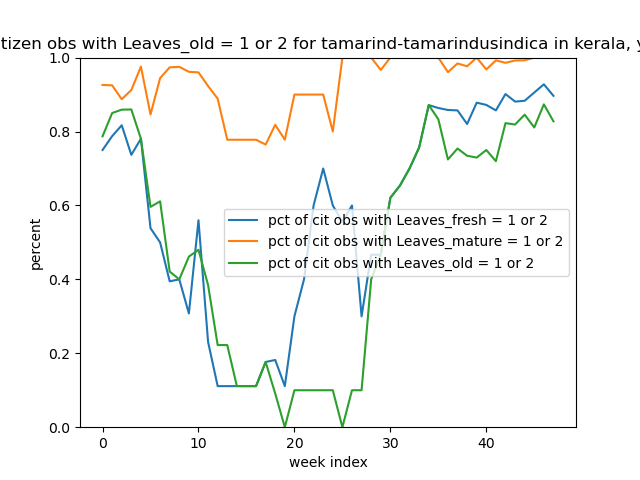 tizen obs with Leaves_old = 1 or 2 for tamarind-tamarindusindica in kerala, y
1.0
0.8
0.6
0.4
0.2
0.0
percent
pct of cit obs with Leaves_fresh = 1 or 2
pct of cit obs with Leaves_mature = 1 or 2
pct of cit obs with Leaves_old = 1 or 2
0 10 20 30 40
week index